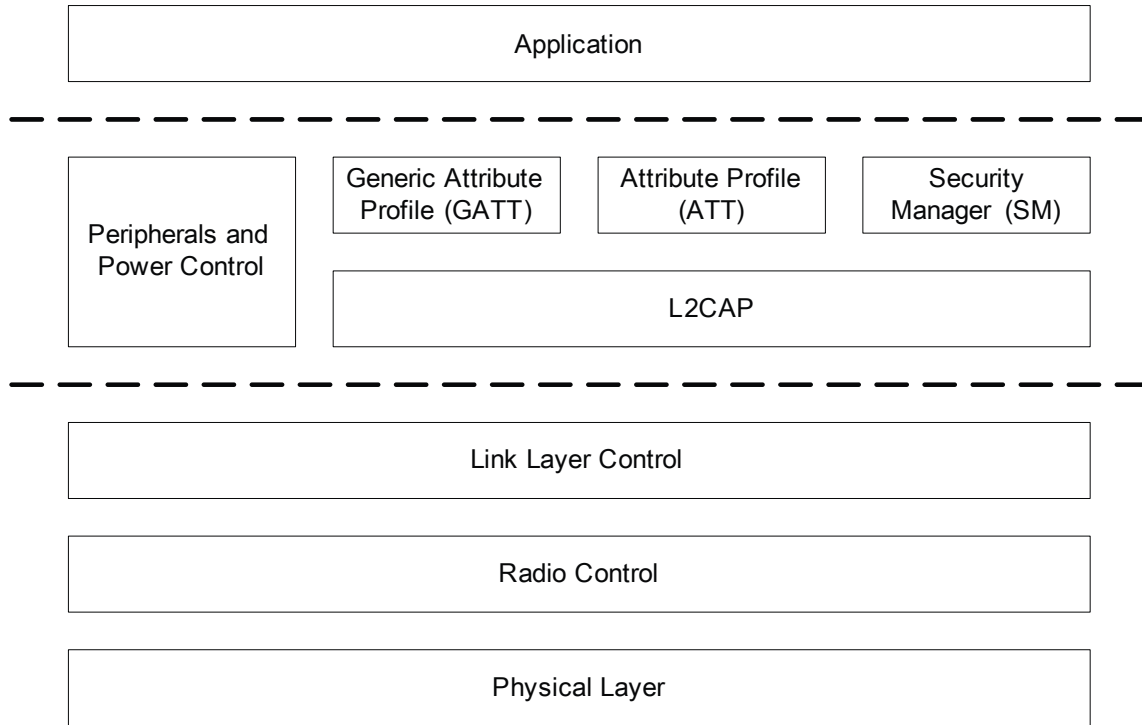 Application
Peripherals and
Power Control
Generic Attribute
Profile (GATT)
Attribute Profile
(ATT)
Security
Manager (SM)
L2CAP
Link Layer Control
Radio Control
Physical Layer